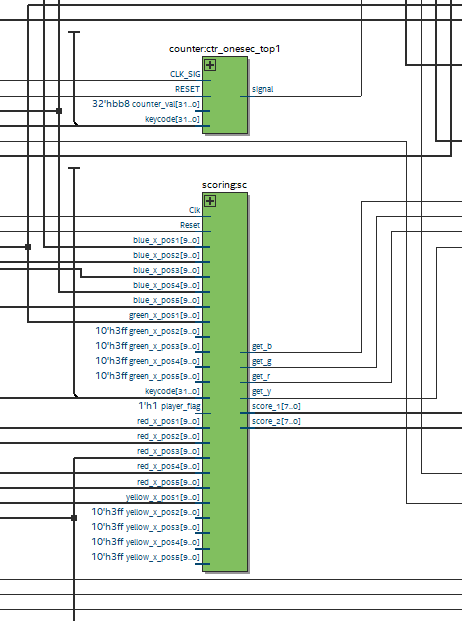 counter:ctr_onesec_top1
CLK_SIG
RESET
signal
32'hbb8 counter_val[31..0]
keycode[31..0]
scoring:sc
Clk
Reset
blue_x_pos1[9..0]
blue_x_pos2[9..0]
blue_x_pos3[9..0]
blue_x_pos4[9..0]
blue_x_pos5[9..0]
green_x_pos1[9..0]
10'h3ff green_x_pos2[9..0]
10'h3ff green_x_pos3[9..0]
get_b
10'h3ff green_x_pos4[9..0]
get_g
10'h3ff green_x_pos5[9..0]
get_r
keycode[31..0]
get_y
1'h1 player_flag
score_1[7..0]
red_x_pos1[9..0]
score_2[7..0]
red_x_pos2[9..0]
red_x_pos3[9..0]
red_x_pos4[9..0]
red_x_pos5[9..0]
yellow_x_pos1[9..0]
10'h3ff yellow_x_pos2[9..0]
10'h3ff yellow_x_pos3[9..0]
10'h3ff yellow_x_pos4[9..0]
10'h3ff yellow_x_pos5[9..0]